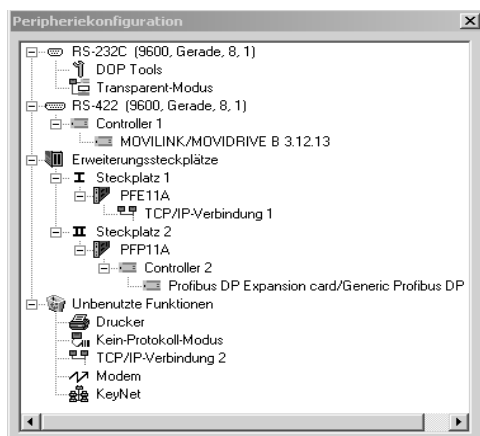 Peripheriekonfiguration
RS-232C (9600, Gerade, 8, 1)
DOP Tools
Transparent-Modus
RS-422 (9600, Gerade, 8, 1)
Controller 1
MOVILINK/MOVIDRIVE B 3.12.13
Erweiterungssteckplätze
I Steckplatz 1
PFE11A
TCP/IP-Verbindung 1
II Steckplatz 2
PFP11A
Controller 2
Profibus DP Expansion card/Generic Profibus DP
Unbenutzte Funktionen
Drucker
Kein-Protokoll-Modus
TCP/IP-Verbindung 2
Modem
KeyNet